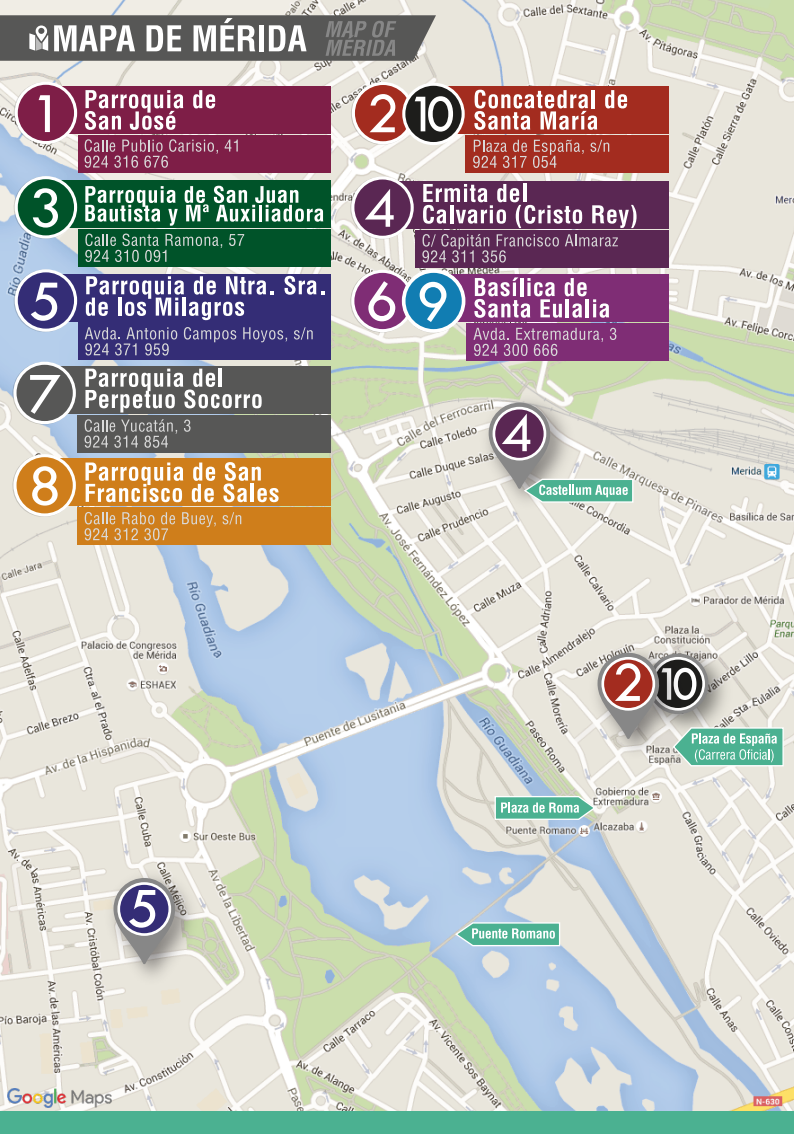 MAPA DE MÉRIDA
MAP OF
MÉRIDA
1
Parroquia de
San José
Calle Publio Carisio, 41
924 316 676
2 10
Concatedral de
Santa María
Plaza de España, s/n
924 317 054
3
Parroquia de San Juan
Bautista y Mª Auxiliadora
Calle Santa Ramona, 57
924 310 091
4
Ermita del
Calvario (Cristo Rey)
C/ Capitán Francisco Almaraz
924 311 356
5
Parroquia de Ntra. Sra.
de los Milagros
Avda. Antonio Campos Hoyos, s/n
924 371 959
6 9
Basílica de
Santa Eulalia
Avda. Extremadura, 3
924 300 666
7
Parroquia del
Perpetuo Socorro
Calle Yucatán, 3
924 314 854
8
Parroquia de San
Francisco de Sales
Calle Rabo de Buey, s/n
924 312 307
Calle del Sextante
Av. Pitágoras
Calle Platón
Calle Sierra de Gata
Av. de las Abadías
Calle Medea
Av. de los M
Av. Felipe Corc
Calle del Ferrocarril
Calle Toledo
4
Calle Duque Salas
Calle Marquesa de Pinares
Mérida
Castellum Aquae
Calle Augusto
Calle Concordia
Calle Prudencio
Basílica de San
Av. José Fernández López
Calle Jara
Río Guadiana
Calle Muza
Calle Calvario
Calle Adriano
Parador de Mérida
Plaza la
Constitución
Calle Adelfas
Palacio de Congresos
de Mérida
Calle Almendralejo
Calle Holguín
Arco de Trajano
ESHAEX
2 10
Valverde Lillo
Calle Sta. Eulalia
Ctra. al el Prado
Calle Brezo
Calle Morería
Puente de Lusitania
Paseo Roma
Río Guadiana
Plaza de España
(Carrera Oficial)
Plaza de
España
Av. de la Hispanidad
Gobierno de
Extremadura
Plaza de Roma
Puente Romano
Alcazaba
Calle Cuba
Sur Oeste Bus
Calle Graciano
Calle Méjico
Av. de las Américas
5
Av. de la Libertad
Av. Cristóbal Colón
Calle Oviedo
Puente Romano
Av. de las Américas
Calle Anas
Pío Baroja
Calle Tarraco
Av. Vicente Sos Baynat
Av. de Alange
Av. Constitución
Google Maps
N-630